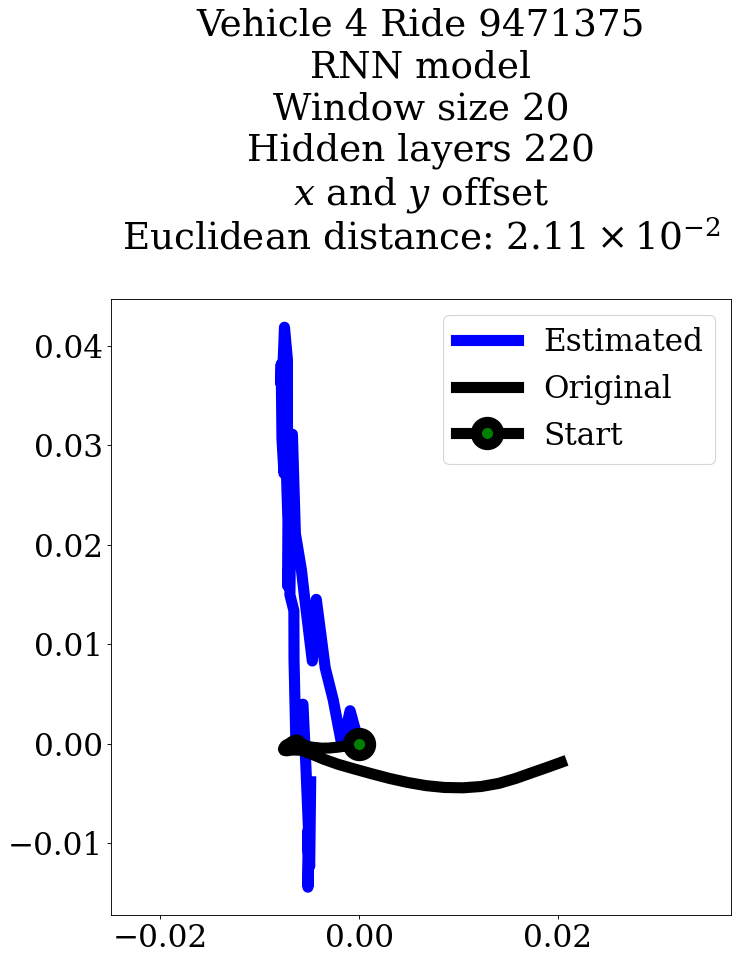 Vehicle 4 Ride 9471375
RNN model
Window size 20
Hidden layers 220
x and y offset
Euclidean distance: 2.11 × 10⁻²
Estimated
Original
Start
0.04
0.03
0.02
0.01
0.00
−0.01
−0.02 0.00 0.02